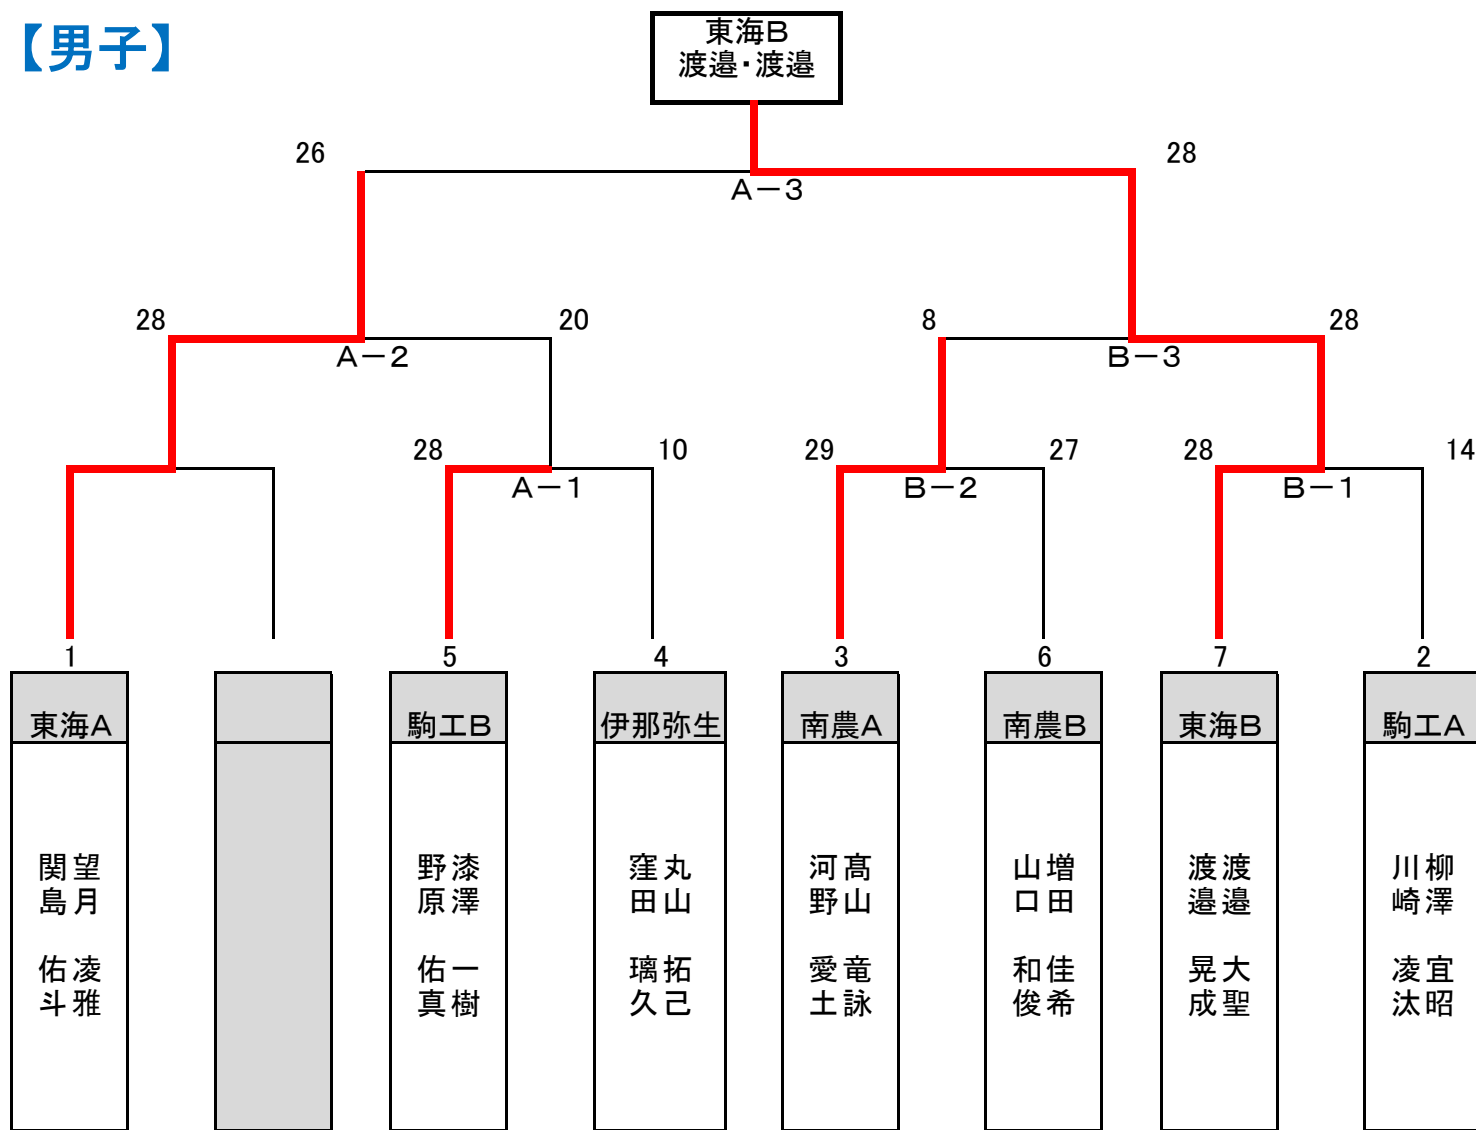 【男子】
東海B
渡邉・渡邉
26
28
A－3
28
20
8
28
A－2
B－3
28
10
29
27
28
14
A－1
B－2
B－1
1
5
4
3
6
7
2
東海A
駒工B
伊那弥生
南農A
南農B
東海B
駒工A
望月 凌雅
関島 佑斗
漆澤 一樹
野原 佑真
丸山 拓己
窪田 璃久
髙山 竜詠
河野 愛土
増田 佳希
山口 和俊
渡邉 大聖
渡邉 晃成
柳澤 宜昭
川崎 凌汰